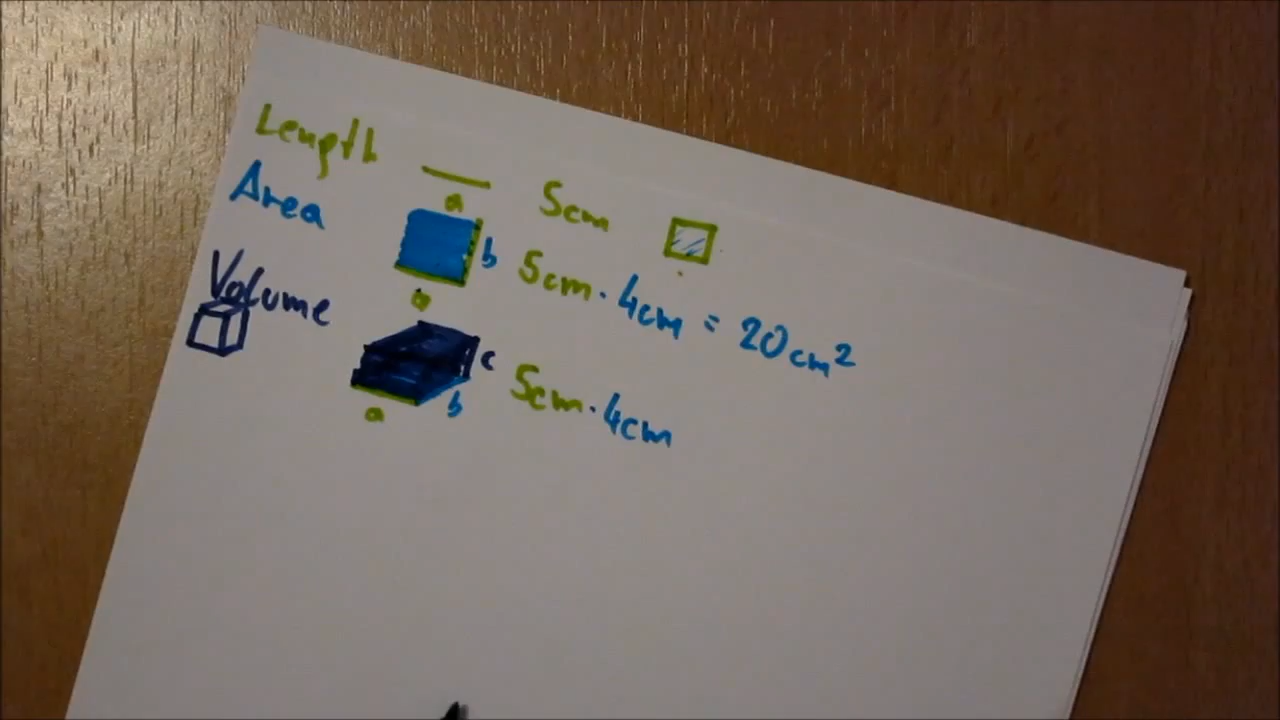 Length a 5cm
Area b 5cm · 4cm = 20cm²
a
Volume c 5cm · 4cm
a b